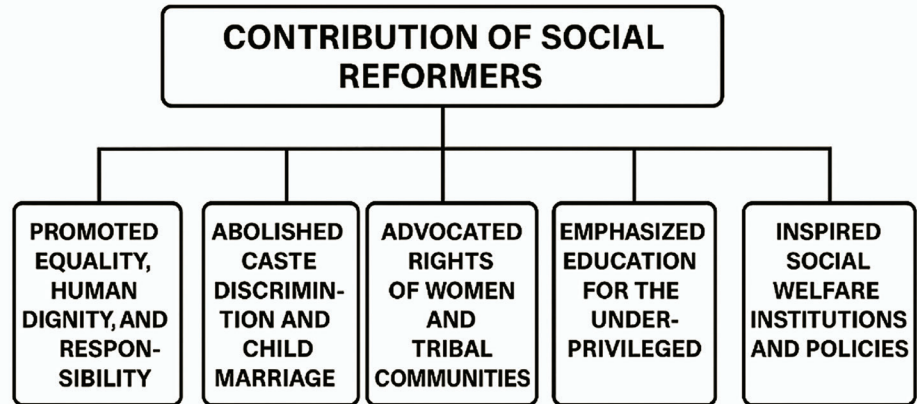 CONTRIBUTION OF SOCIAL
REFORMERS
PROMOTED
EQUALITY,
HUMAN
DIGNITY, AND
RESPON-
SIBILITY
ABOLISHED
CASTE
DISCRIMIN-
TION AND
CHILD
MARRIAGE
ADVOCATED
RIGHTS
OF WOMEN
AND
TRIBAL
COMMUNITIES
EMPHASIZED
EDUCATION
FOR THE
UNDER-
PRIVILEGED
INSPIRED
SOCIAL
WELFARE
INSTITUTIONS
AND POLICIES